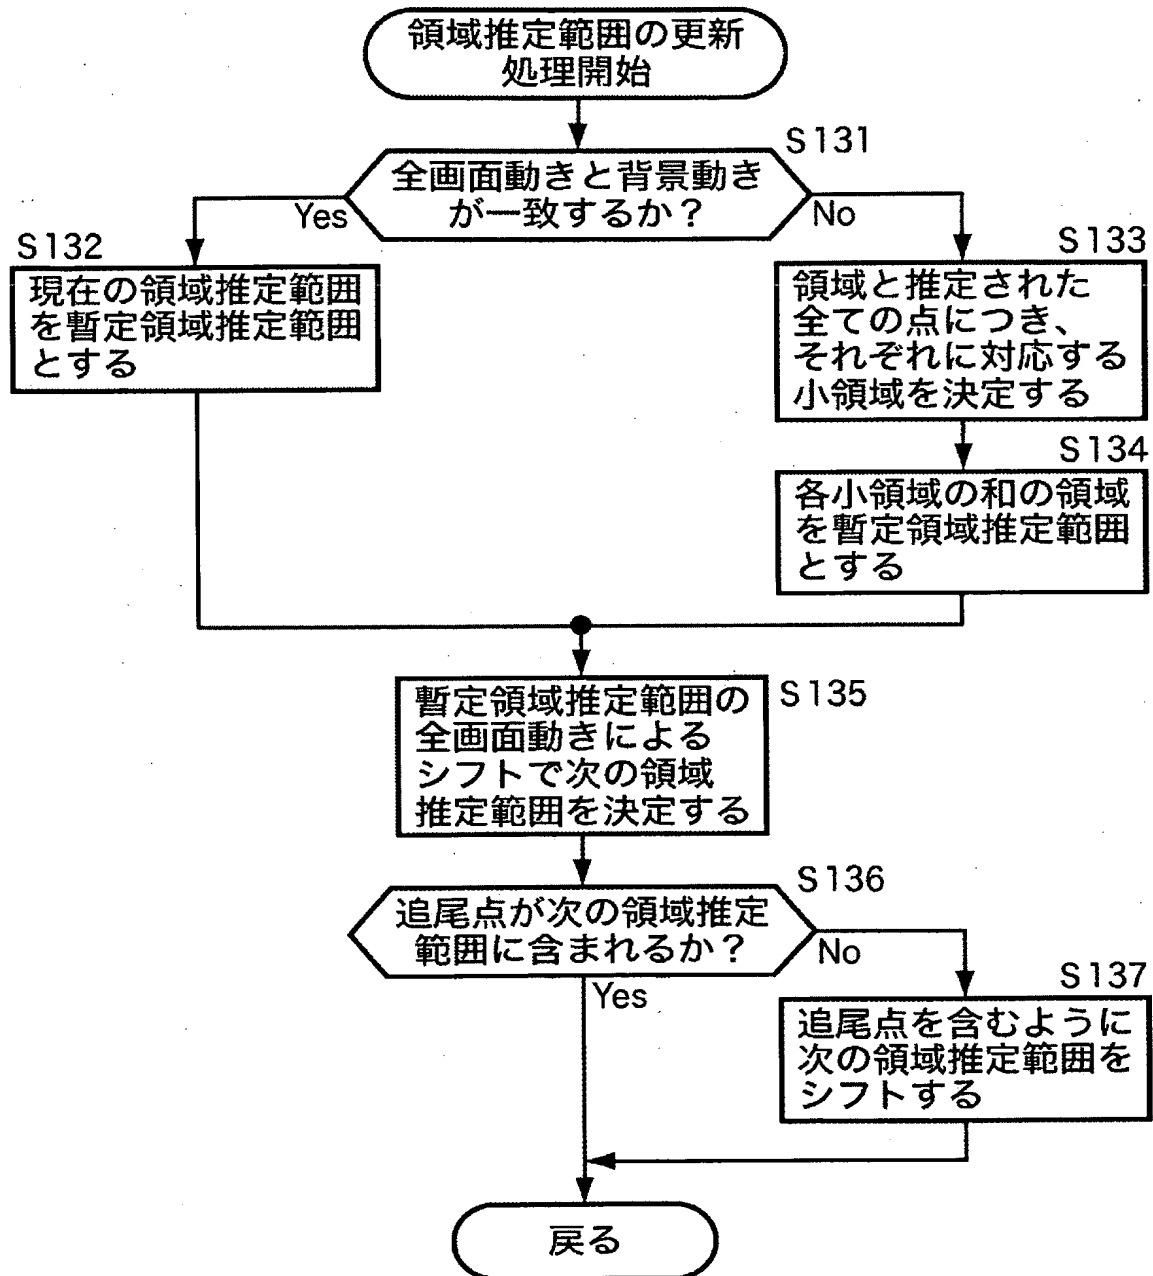 領域推定範囲の更新
処理開始
S131
全画面動きと背景動き
が一致するか？
Yes
No
S132
現在の領域推定範囲
を暫定領域推定範囲
とする
S133
領域と推定された
全ての点につき、
それぞれに対応する
小領域を決定する
S134
各小領域の和の領域
を暫定領域推定範囲
とする
S135
暫定領域推定範囲の
全画面動きによる
シフトで次の領域
推定範囲を決定する
S136
追尾点が次の領域推定
範囲に含まれるか？
No
Yes
S137
追尾点を含むように
次の領域推定範囲を
シフトする
戻る